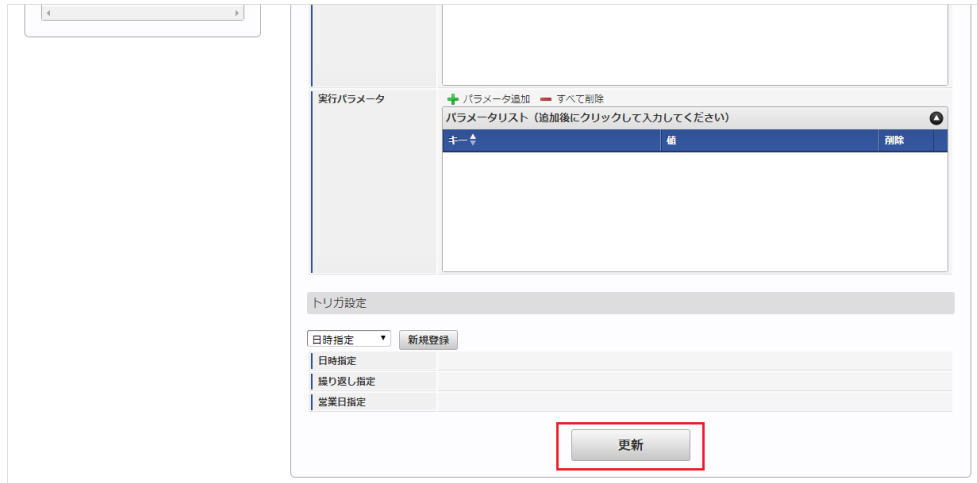 実行パラメータ
パラメータ追加 すべて削除
パラメータリスト（追加後にクリックして入力してください）
キー 値 削除
トリガ設定
日時指定 新規登録
日時指定
繰り返し指定
営業日指定
更新